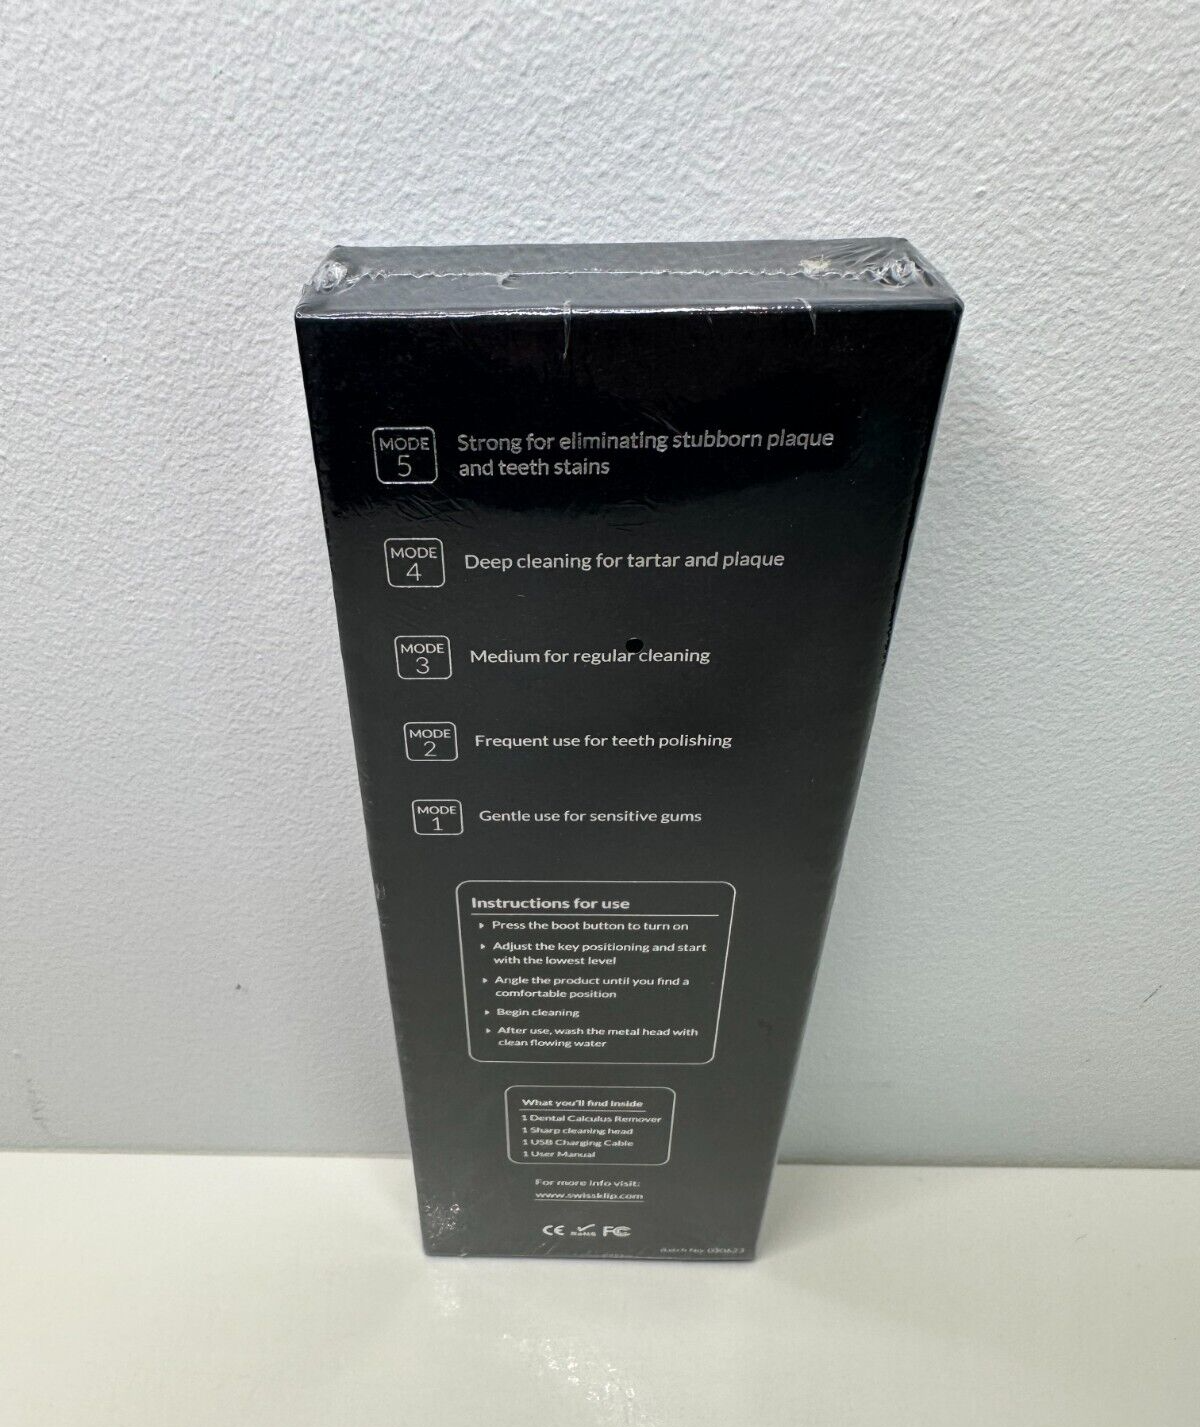 MODE
5
Strong for eliminating stubborn plaque
and teeth stains
MODE
4
Deep cleaning for tartar and plaque
MODE
3
Medium for regular cleaning
MODE
2
Frequent use for teeth polishing
MODE
1
Gentle use for sensitive gums
Instructions for use
Press the boot button to turn on
Adjust the key positioning and start
with the lowest level
Angle the product until you find a
comfortable position
Begin cleaning
After use, wash the metal head with
clean flowing water
What you'll find inside
1 Dental Calculus Remover
1 Sharp cleaning head
1 USB Charging Cable
1 User Manual
For more info visit:
www.swissklip.com
CE RoHS FC
Batch No 030623